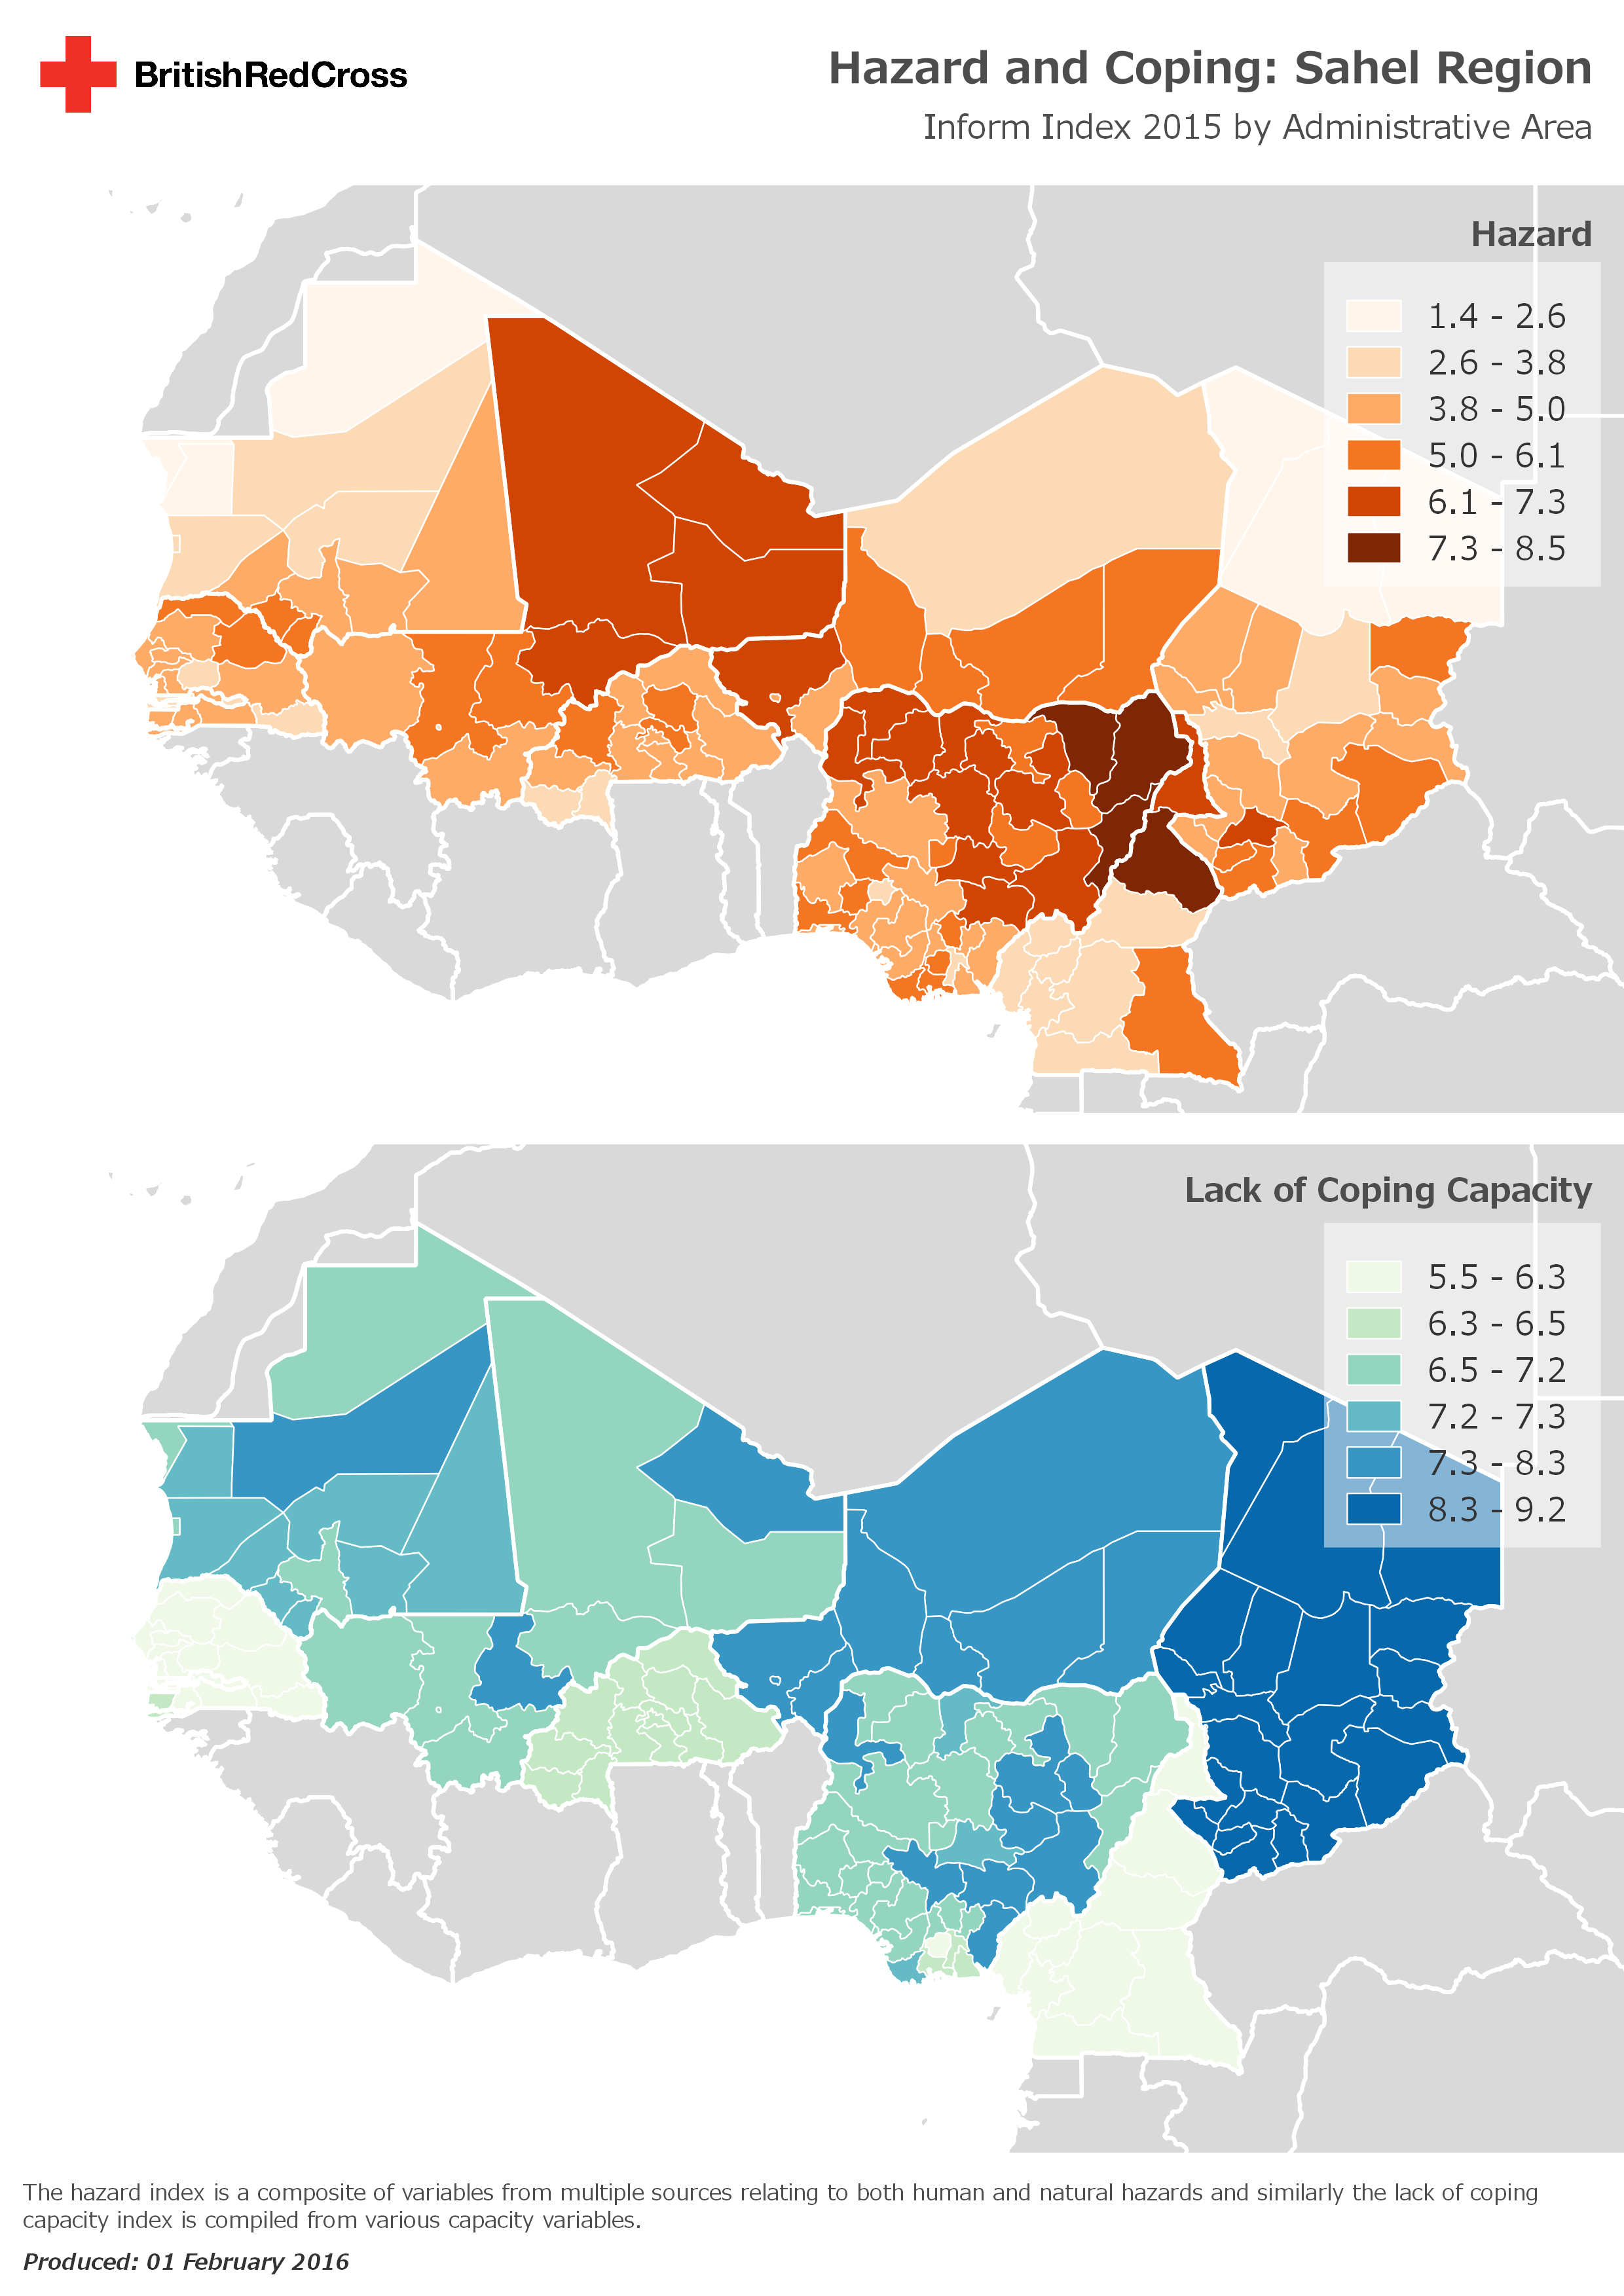 BritishRedCross
Hazard and Coping: Sahel Region
Inform Index 2015 by Administrative Area
Hazard
1.4 - 2.6
2.6 - 3.8
3.8 - 5.0
5.0 - 6.1
6.1 - 7.3
7.3 - 8.5
Lack of Coping Capacity
5.5 - 6.3
6.3 - 6.5
6.5 - 7.2
7.2 - 7.3
7.3 - 8.3
8.3 - 9.2
The hazard index is a composite of variables from multiple sources relating to both human and natural hazards and similarly the lack of coping
capacity index is compiled from various capacity variables.
Produced: 01 February 2016